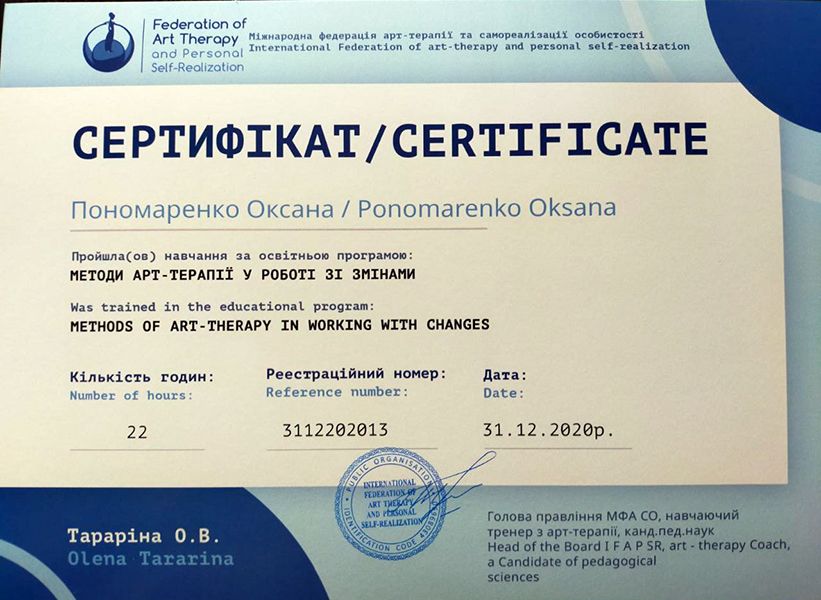 Federation of
Art Therapy
and Personal
Self-Realization
Міжнародна федерація арт-терапії та самореалізації особистості
International Federation of art-therapy and personal self-realization
СЕРТИФІКАТ/CERTIFICATE
Пономаренко Оксана / Ponomarenko Oksana
Пройшла(ов) навчання за освітньою програмою:
МЕТОДИ АРТ-ТЕРАПІЇ У РОБОТІ ЗІ ЗМІНАМИ
Was trained in the educational program:
METHODS OF ART-THERAPY IN WORKING WITH CHANGES
Кількість годин:
Number of hours:
22
Реєстраційний номер:
Reference number:
3112202013
Дата:
Date:
31.12.2020р.
PUBLIC ORGANISATION
INTERNATIONAL
FEDERATION OF
ART THERAPY
AND PERSONAL
SELF-REALIZATION
IDENTIFICATION CODE
Тараріна О.В.
Olena Tararina
Голова правління МФА СО, навчаючий
тренер з арт-терапії, канд.пед.наук
Head of the Board I F A P SR, art - therapy Coach,
a Candidate of pedagogical
sciences